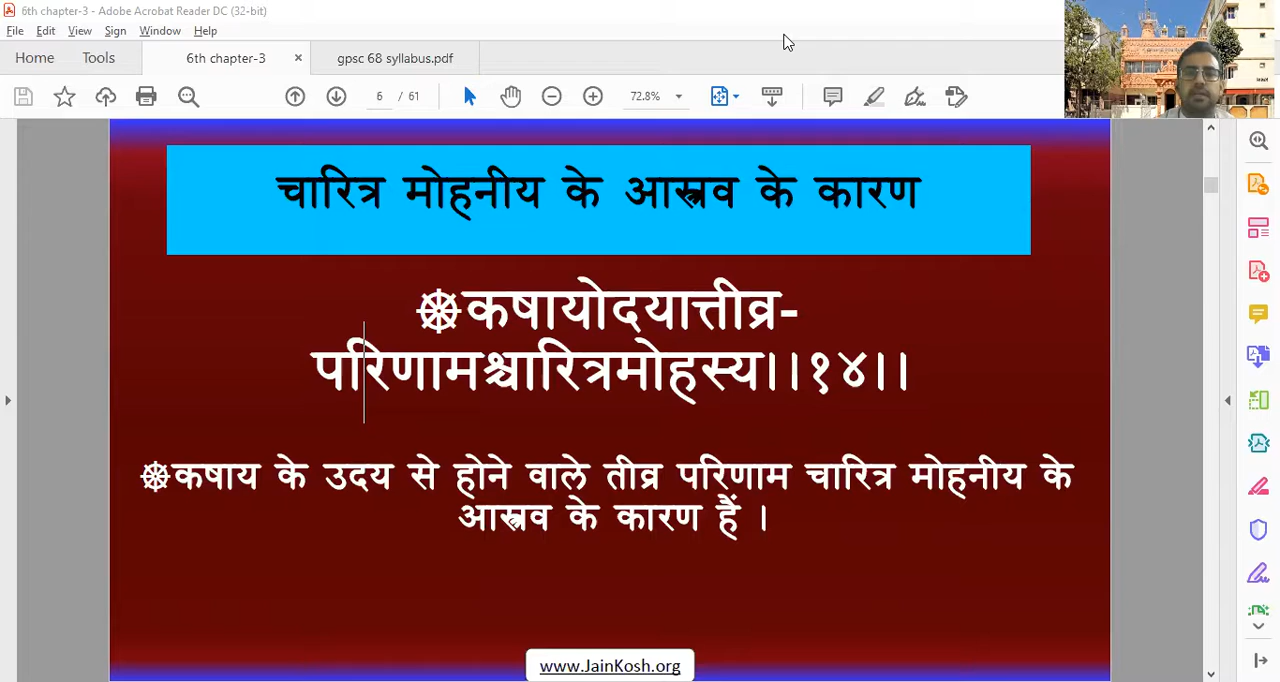 6th chapter-3 - Adobe Acrobat Reader DC (32-bit)
File Edit View Sign Window Help
Home Tools 6th chapter-3 × gpsc 68 syllabus.pdf
6 / 61 72.8%
चारित्र मोहनीय के आस्त्रव के कारण
कषायोदयात्तीव्र-
परिणामश्चारित्रमोहस्य।।१४।।
कषाय के उदय से होने वाले तीव्र परिणाम चारित्र मोहनीय के
आस्त्रव के कारण हैं ।
www.JainKosh.org